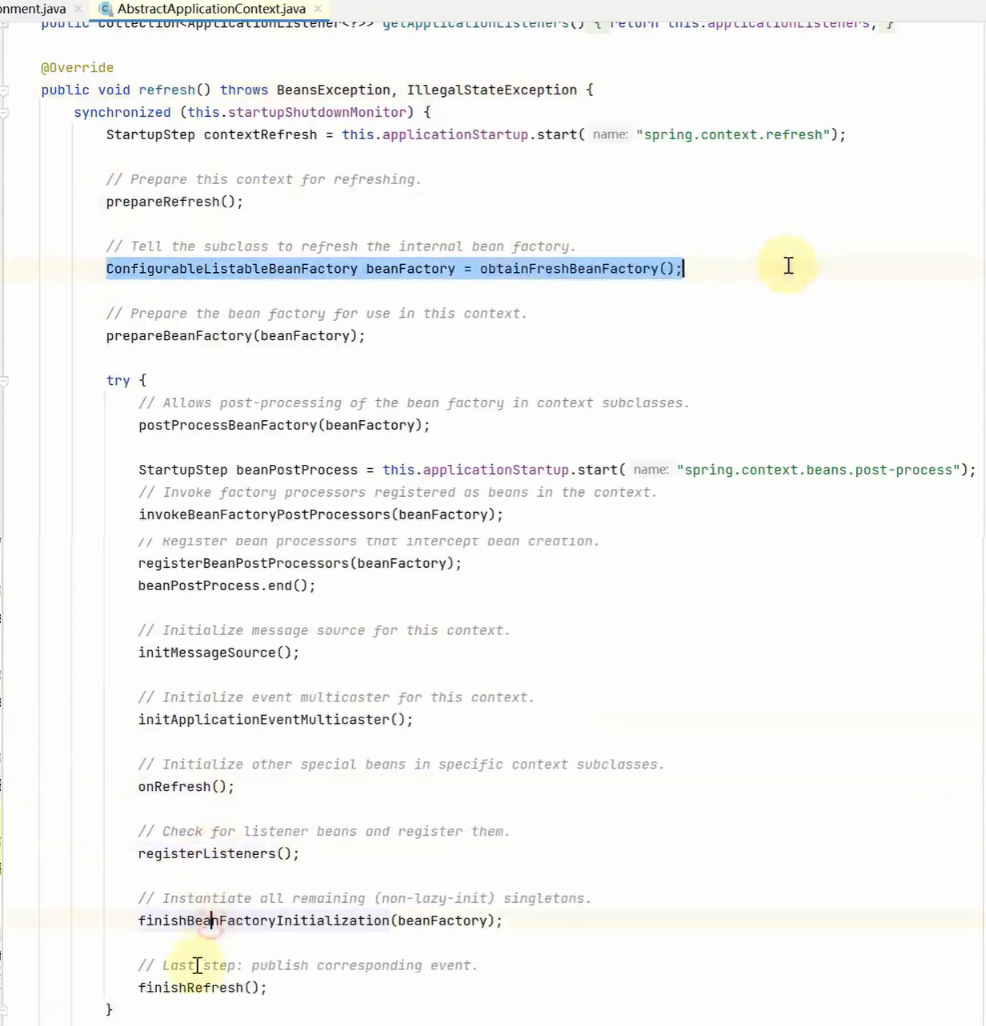 onment.java × AbstractApplicationContext.java ×
public Collection<ApplicationListener<?>> getApplicationListeners() { return this.applicationListeners; }
@Override
public void refresh() throws BeansException, IllegalStateException {
synchronized (this.startupShutdownMonitor) {
StartupStep contextRefresh = this.applicationStartup.start( name: "spring.context.refresh");
// Prepare this context for refreshing.
prepareRefresh();
// Tell the subclass to refresh the internal bean factory.
ConfigurableListableBeanFactory beanFactory = obtainFreshBeanFactory();
// Prepare the bean factory for use in this context.
prepareBeanFactory(beanFactory);
try {
// Allows post-processing of the bean factory in context subclasses.
postProcessBeanFactory(beanFactory);
StartupStep beanPostProcess = this.applicationStartup.start( name: "spring.context.beans.post-process");
// Invoke factory processors registered as beans in the context.
invokeBeanFactoryPostProcessors(beanFactory);
// Register bean processors that intercept bean creation.
registerBeanPostProcessors(beanFactory);
beanPostProcess.end();
// Initialize message source for this context.
initMessageSource();
// Initialize event multicaster for this context.
initApplicationEventMulticaster();
// Initialize other special beans in specific context subclasses.
onRefresh();
// Check for listener beans and register them.
registerListeners();
// Instantiate all remaining (non-lazy-init) singletons.
finishBeanFactoryInitialization(beanFactory);
// Last step: publish corresponding event.
finishRefresh();
}